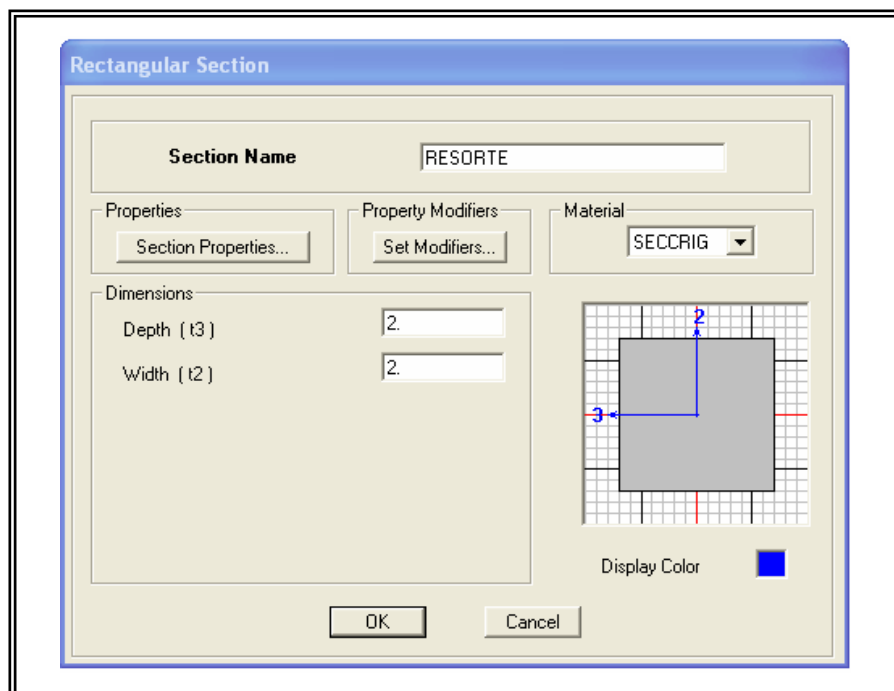 Rectangular Section
Section Name RESORTE
Properties Property Modifiers Material
Section Properties... Set Modifiers... SECCRIG
Dimensions
Depth ( t3 ) 2.
Width ( t2 ) 2.
2
3
Display Color
OK Cancel